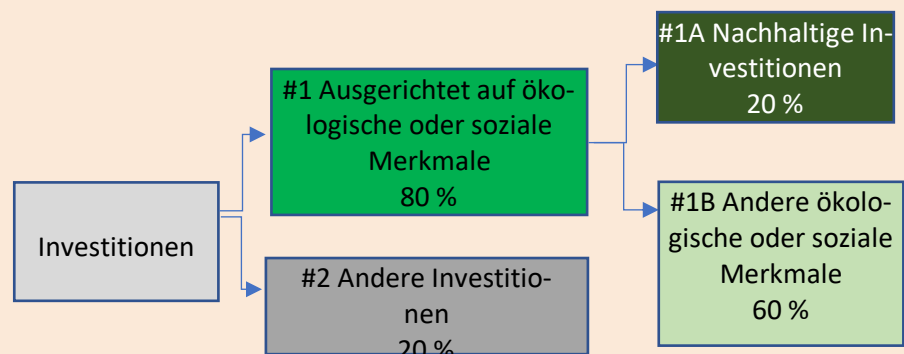 #1A Nachhaltige In-
vestitionen
20 %
#1 Ausgerichtet auf öko-
logische oder soziale
Merkmale
80 %
#1B Andere ökolo-
gische oder soziale
Merkmale
60 %
Investitionen
#2 Andere Investitio-
nen
20 %